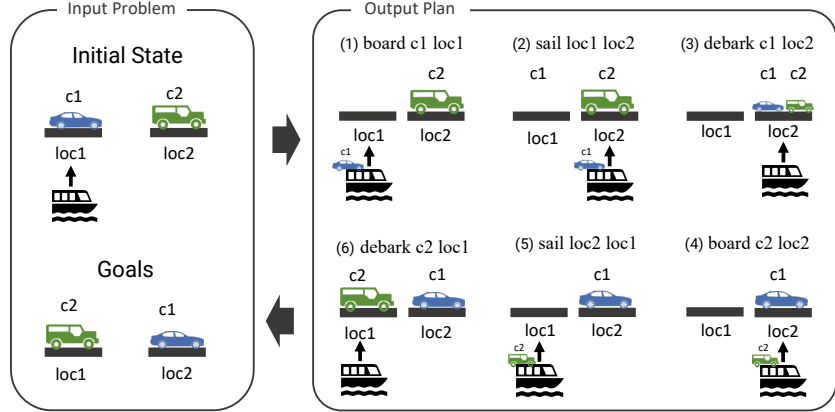 Input Problem
Initial State
c1
c2
loc1
loc2
Goals
c2
c1
loc1
loc2
Output Plan
(1) board c1 loc1
c2
loc1
loc2
c1
(2) sail loc1 loc2
c1
c2
loc1
loc2
c1
(3) debark c1 loc2
c1 c2
loc1
loc2
(6) debark c2 loc1
c2
c1
loc1
loc2
(5) sail loc2 loc1
c1
loc1
loc2
c2
(4) board c2 loc2
c1
loc1
loc2
c2